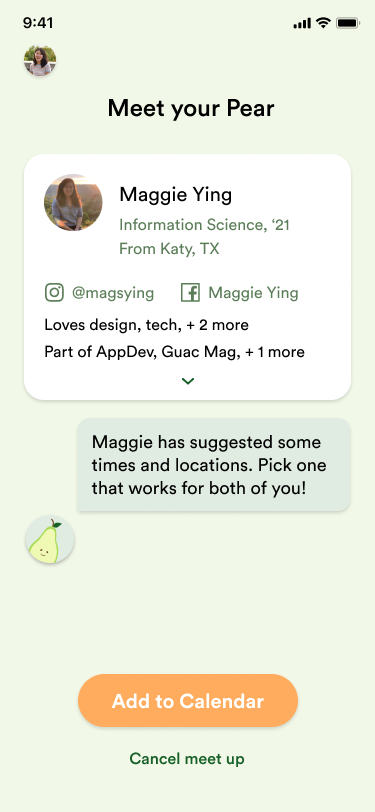 9:41
Meet your Pear
Maggie Ying
Information Science, ‘21
From Katy, TX
@magsying Maggie Ying
Loves design, tech, + 2 more
Part of AppDev, Guac Mag, + 1 more
Maggie has suggested some
times and locations. Pick one
that works for both of you!
Add to Calendar
Cancel meet up